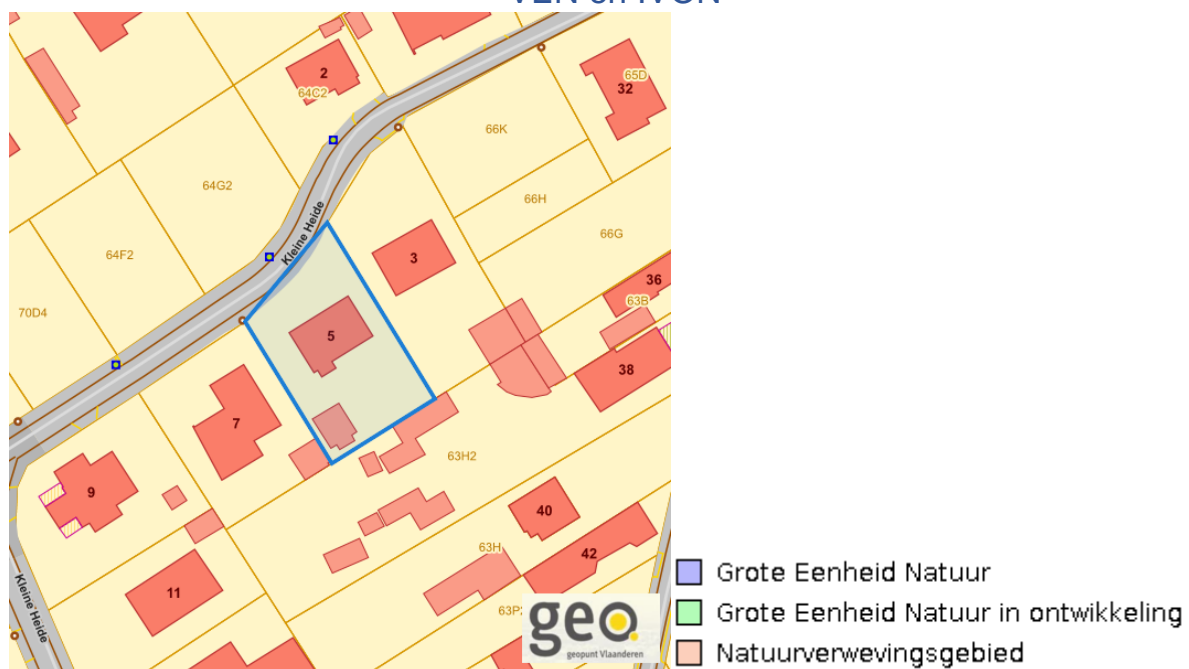 VEN en IVON
2
64C2
65D
32
66K
64G2
66H
Kleine Heide
66G
64F2
3
36
63B
70D4
5
38
7
63H2
9
40
63H
42
11
Kleine Heide
63P
geo
geopunt Vlaanderen
Grote Eenheid Natuur
Grote Eenheid Natuur in ontwikkeling
Natuurverwevingsgebied